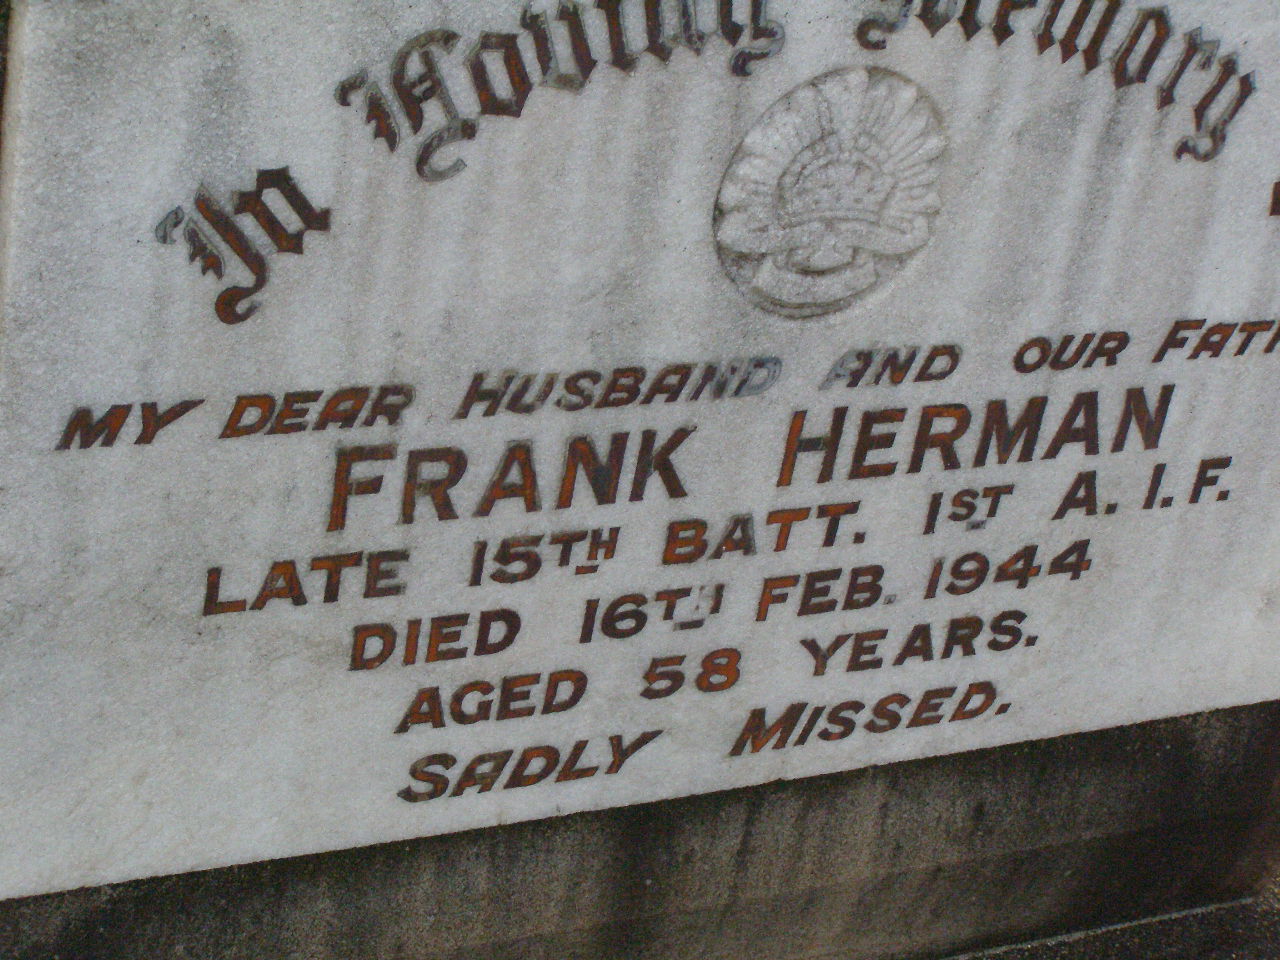 In Loving Memory
MY DEAR HUSBAND AND OUR
FRANK HERMAN
LATE 15TH BATT. 1ST A.I.F.
DIED 16TH FEB. 1944
AGED 58 YEARS.
SADLY MISSED.